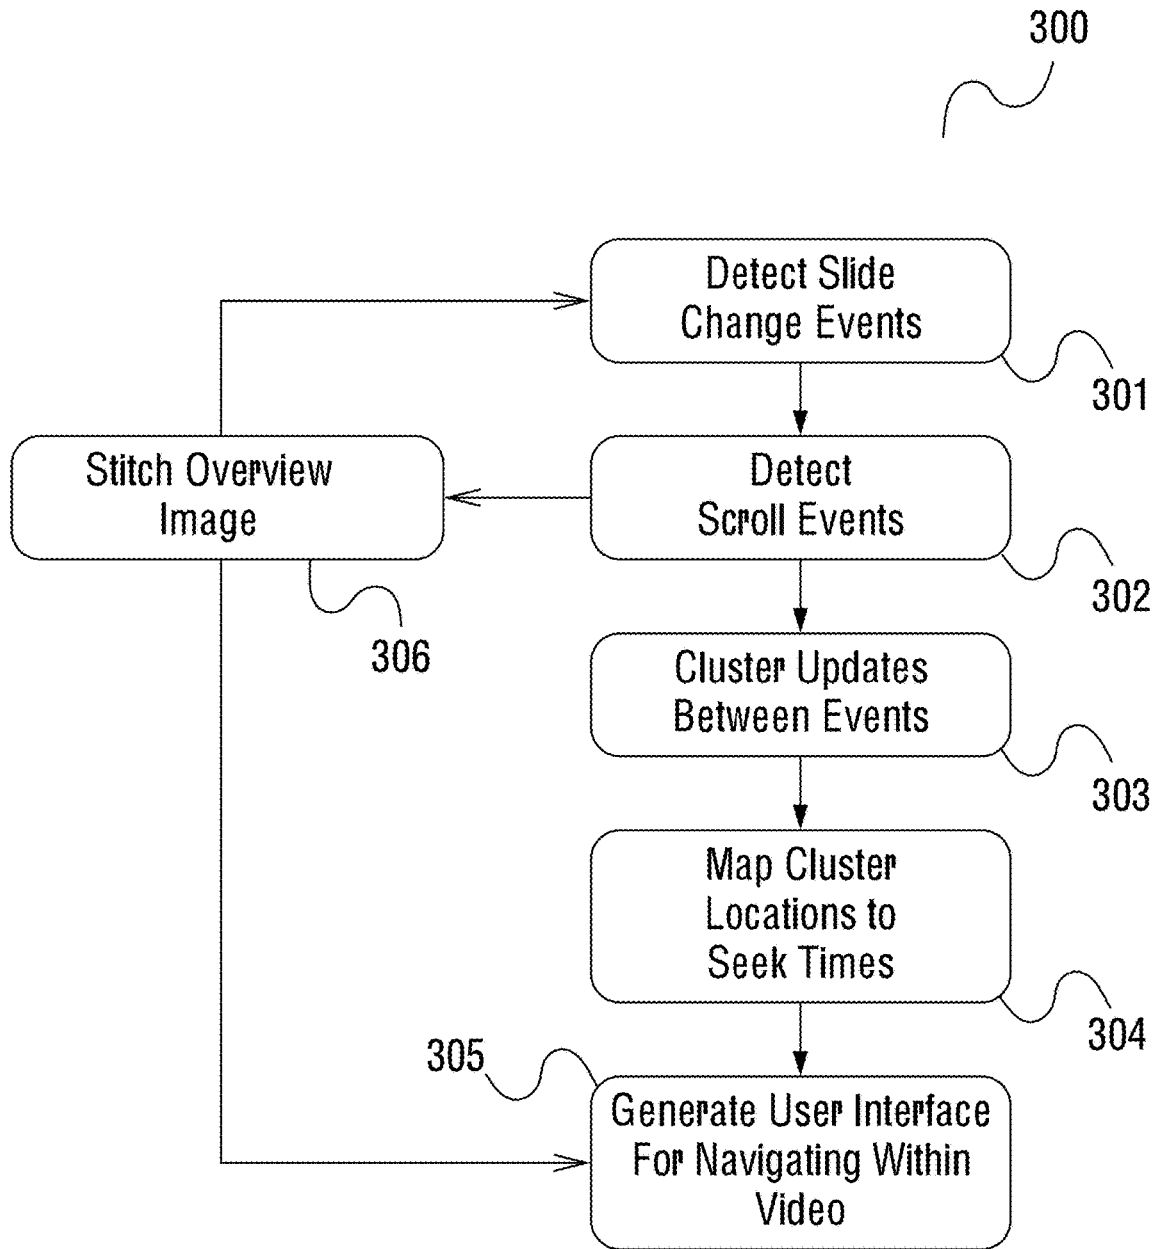 300
Detect Slide
Change Events
301
Stitch Overview
Image
306
Detect
Scroll Events
302
Cluster Updates
Between Events
303
Map Cluster
Locations to
Seek Times
304
305
Generate User Interface
For Navigating Within
Video